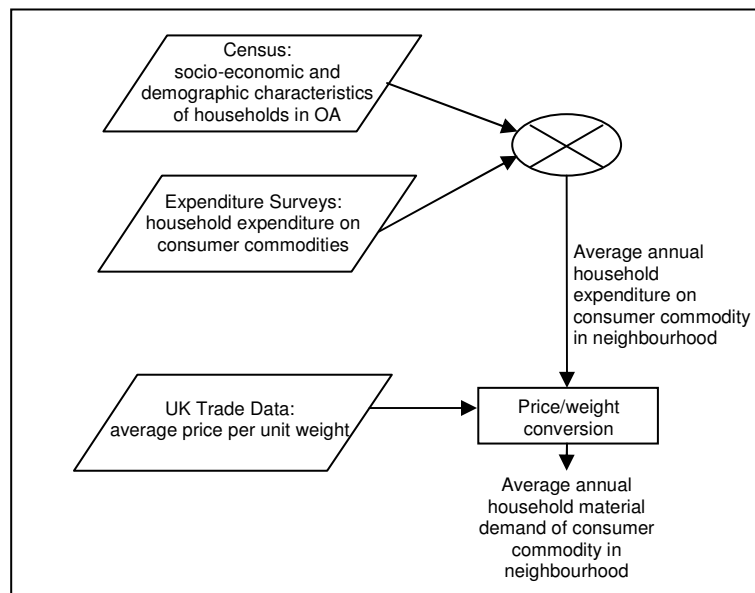 Census:
socio-economic and
demographic characteristics
of households in OA
Expenditure Surveys:
household expenditure on
consumer commodities
Average annual
household
expenditure on
consumer commodity
in neighbourhood
UK Trade Data:
average price per unit weight
Price/weight
conversion
Average annual
household material
demand of consumer
commodity in
neighbourhood